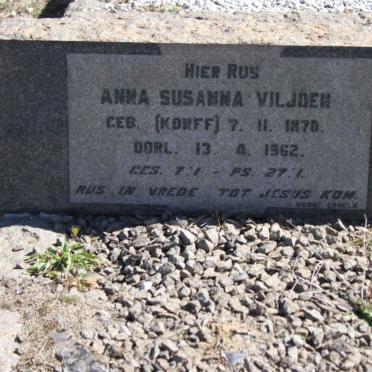 HIER RUS
ANNA SUSANNA VILJOEN
GEB. (KORFF) 7. 11. 1870.
OORL. 13. 4. 1962.
GES. 7:1 - PS. 27:1.
RUS IN VREDE TOT JESUS KOM.